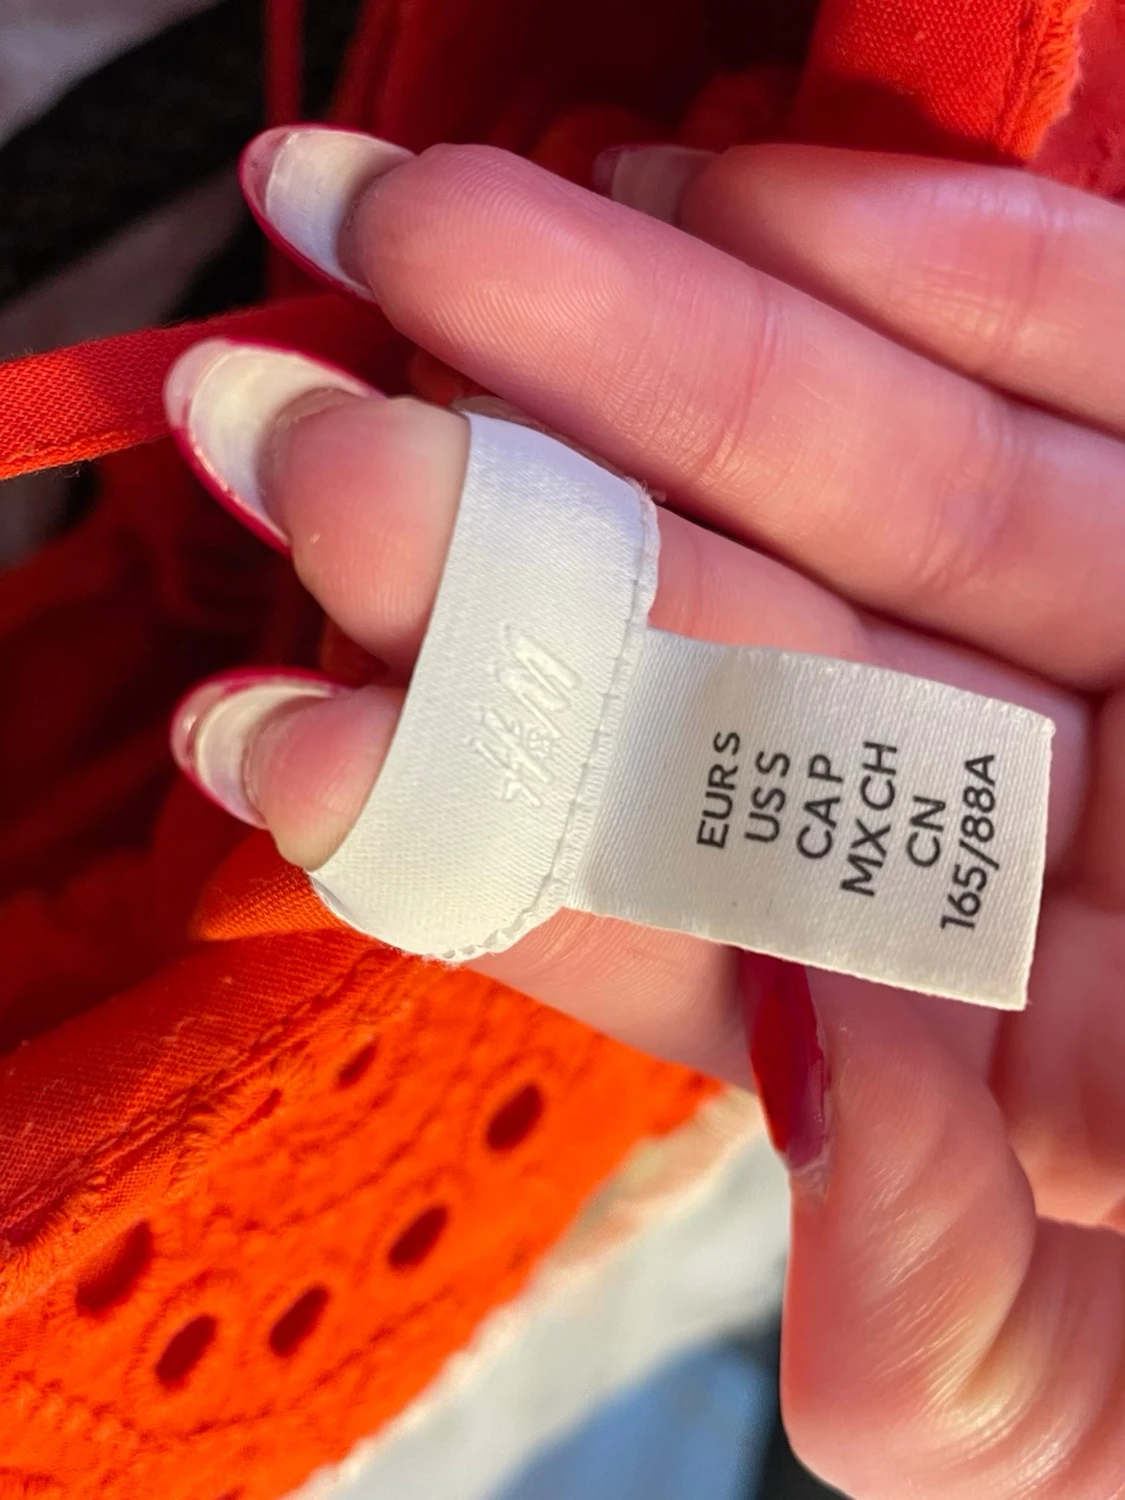 H&M
EUR S
US S
CA P
MX CH
CN
165/88A